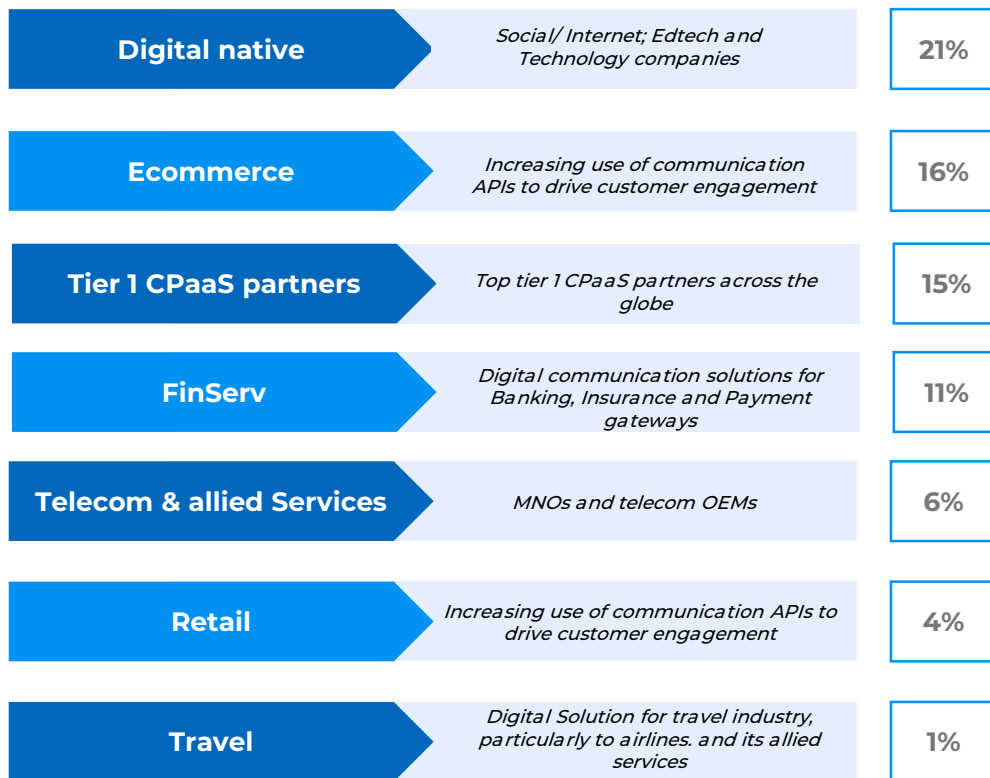 Digital native
Social/ Internet; Edtech and
Technology companies
21%
Ecommerce
Increasing use of communication
APIs to drive customer engagement
16%
Tier 1 CPaaS partners
Top tier 1 CPaaS partners across the
globe
15%
FinServ
Digital communication solutions for
Banking, Insurance and Payment
gateways
11%
Telecom & allied Services
MNOs and telecom OEMs
6%
Retail
Increasing use of communication APIs to
drive customer engagement
4%
Travel
Digital Solution for travel industry,
particularly to airlines. and its allied
services
1%